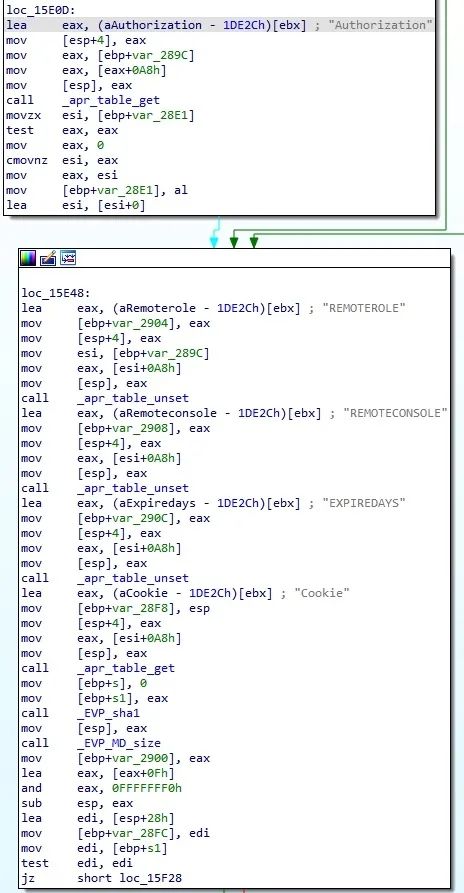 loc_15E0D:
lea eax, (aAuthorization - 1DE2Ch)[ebx] ; "Authorization"
mov [esp+4], eax
mov eax, [ebp+var_289C]
mov eax, [eax+0A8h]
mov [esp], eax
call _apr_table_get
movzx esi, [ebp+var_28E1]
test eax, eax
mov eax, 0
cmovnz esi, eax
mov eax, esi
mov [ebp+var_28E1], al
lea esi, [esi+0]
loc_15E48:
lea eax, (aRemoterole - 1DE2Ch)[ebx] ; "REMOTEROLE"
mov [ebp+var_2904], eax
mov [esp+4], eax
mov esi, [ebp+var_289C]
mov eax, [esi+0A8h]
mov [esp], eax
call _apr_table_unset
lea eax, (aRemoteconsole - 1DE2Ch)[ebx] ; "REMOTECONSOLE"
mov [ebp+var_2908], eax
mov [esp+4], eax
mov eax, [esi+0A8h]
mov [esp], eax
call _apr_table_unset
lea eax, (aExpiredays - 1DE2Ch)[ebx] ; "EXPIREDAYS"
mov [ebp+var_290C], eax
mov [esp+4], eax
mov eax, [esi+0A8h]
mov [esp], eax
call _apr_table_unset
lea eax, (aCookie - 1DE2Ch)[ebx] ; "Cookie"
mov [ebp+var_28F8], esp
mov [esp+4], eax
mov eax, [esi+0A8h]
mov [esp], eax
call _apr_table_get
mov [ebp+s], 0
mov [ebp+s1], eax
call _EVP_sha1
mov [esp], eax
call _EVP_MD_size
mov [ebp+var_2900], eax
lea eax, [eax+0Fh]
and eax, 0FFFFFFF0h
sub esp, eax
lea edi, [esp+28h]
mov [ebp+var_28FC], edi
mov edi, [ebp+s1]
test edi, edi
jz short loc_15F28